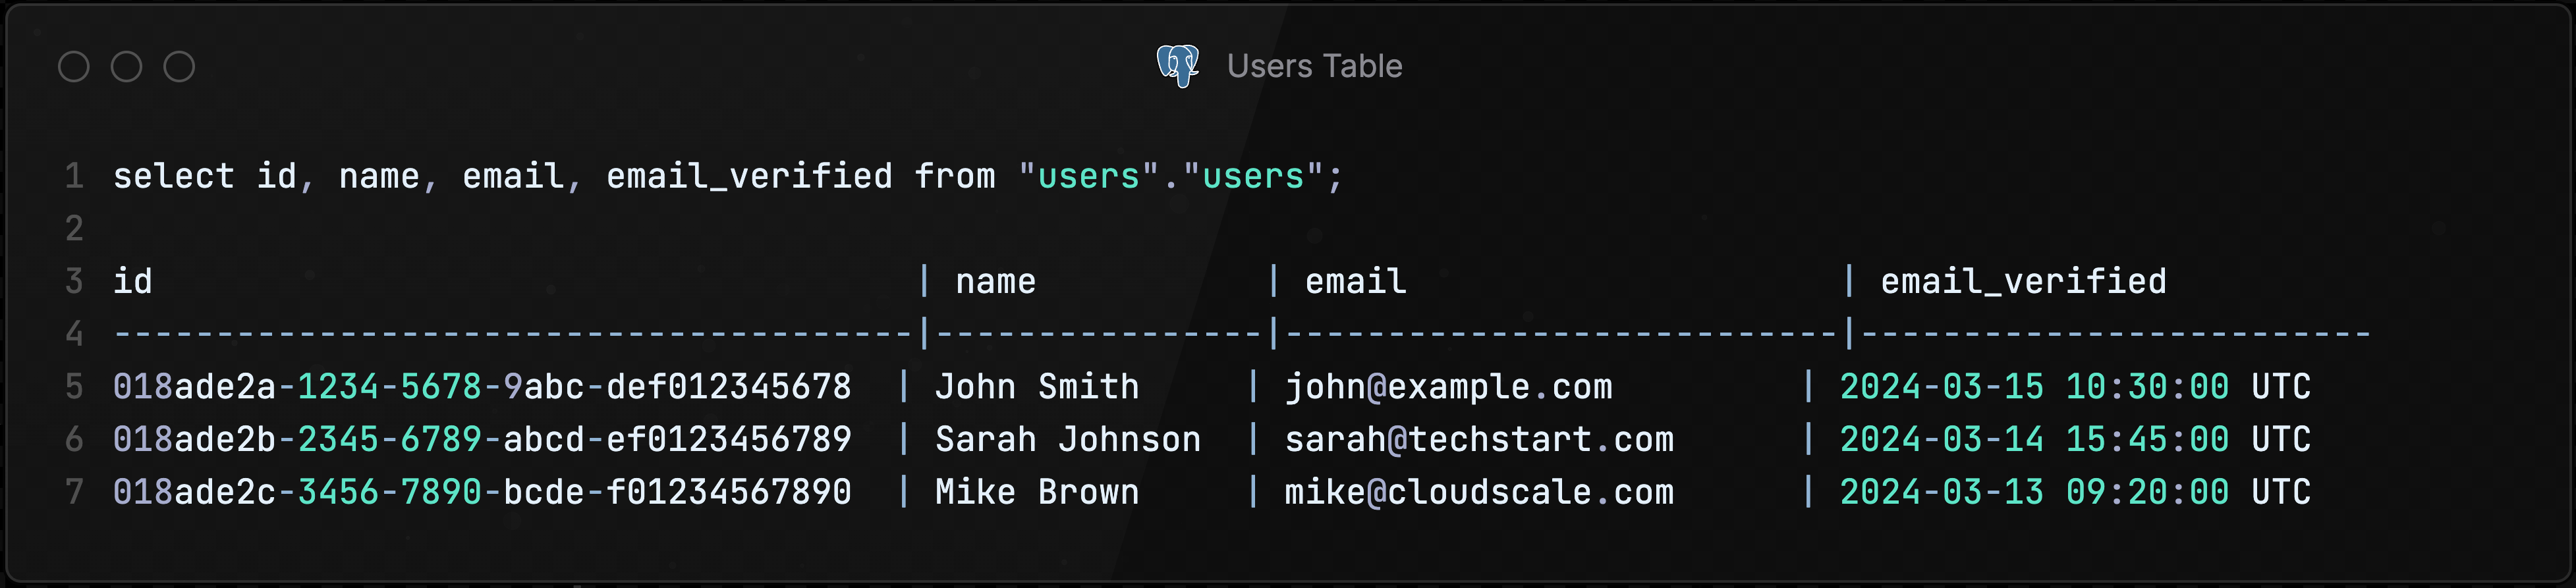 Users Table
1 select id, name, email, email_verified from "users"."users";
2
3 id                                     | name           | email                      | email_verified
4 ---------------------------------------|----------------|---------------------------|-------------------------
5 018ade2a-1234-5678-9abc-def012345678  | John Smith     | john@example.com         | 2024-03-15 10:30:00 UTC
6 018ade2b-2345-6789-abcd-ef0123456789  | Sarah Johnson  | sarah@techstart.com      | 2024-03-14 15:45:00 UTC
7 018ade2c-3456-7890-bcde-f01234567890  | Mike Brown     | mike@cloudscale.com      | 2024-03-13 09:20:00 UTC